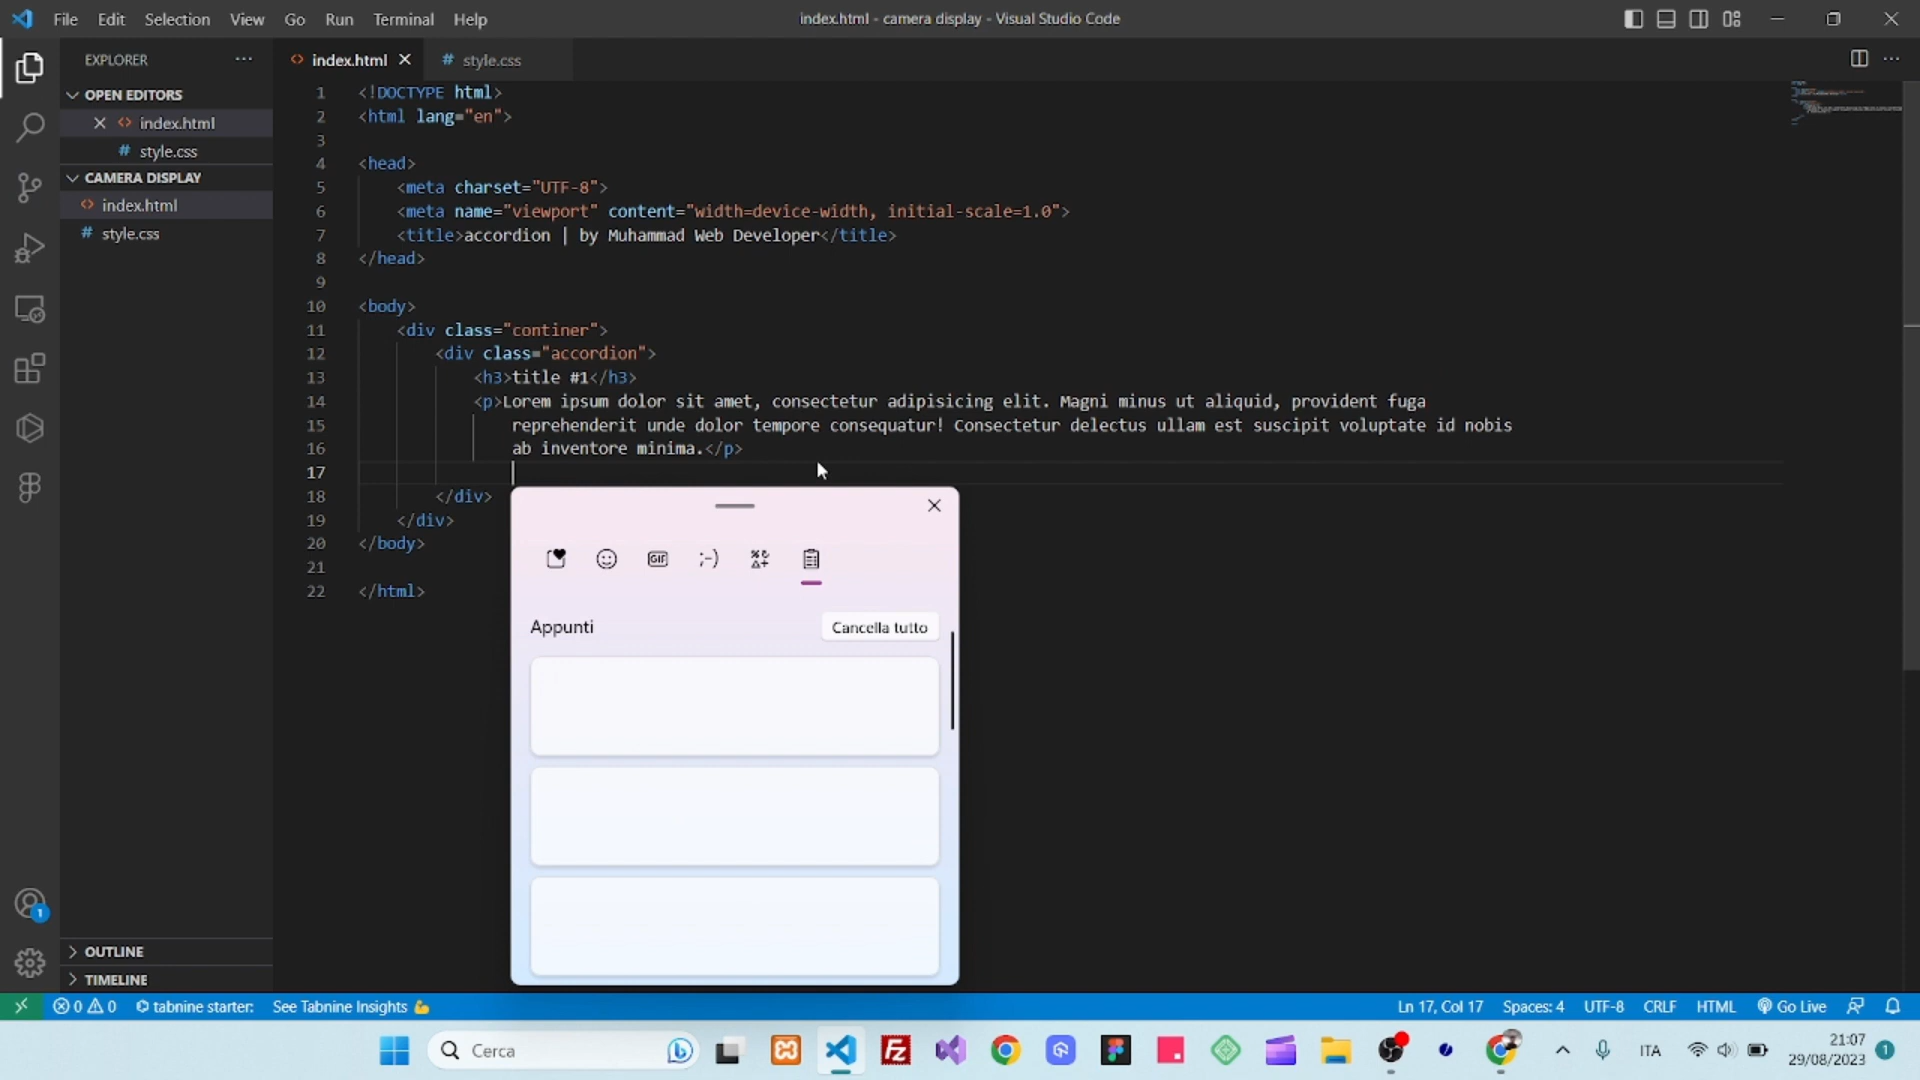 File Edit Selection View Go Run Terminal Help
index.html - camera display - Visual Studio Code
EXPLORER
OPEN EDITORS
index.html
style.css
CAMERA DISPLAY
index.html
style.css
OUTLINE
TIMELINE
index.html
style.css
1 <!DOCTYPE html>
2 <html lang="en">
3
4 <head>
5 <meta charset="UTF-8">
6 <meta name="viewport" content="width=device-width, initial-scale=1.0">
7 <title>accordion | by Muhammad Web Developer</title>
8 </head>
9
10 <body>
11 <div class="continer">
12 <div class="accordion">
13 <h3>title #1</h3>
14 <p>Lorem ipsum dolor sit amet, consectetur adipisicing elit. Magni minus ut aliquid, provident fuga
15 reprehenderit unde dolor tempore consequatur! Consectetur delectus ullam est suscipit voluptate id nobis
16 ab inventore minima.</p>
17
18 </div>
19 </div>
20 </body>
21
22 </html>
GIF
;-)
Appunti
Cancella tutto
1
0 0 tabnine starter: See Tabnine Insights 💪 Ln 17, Col 17 Spaces: 4 UTF-8 CRLF HTML Go Live
Cerca
ITA
21:07
29/08/2023
1